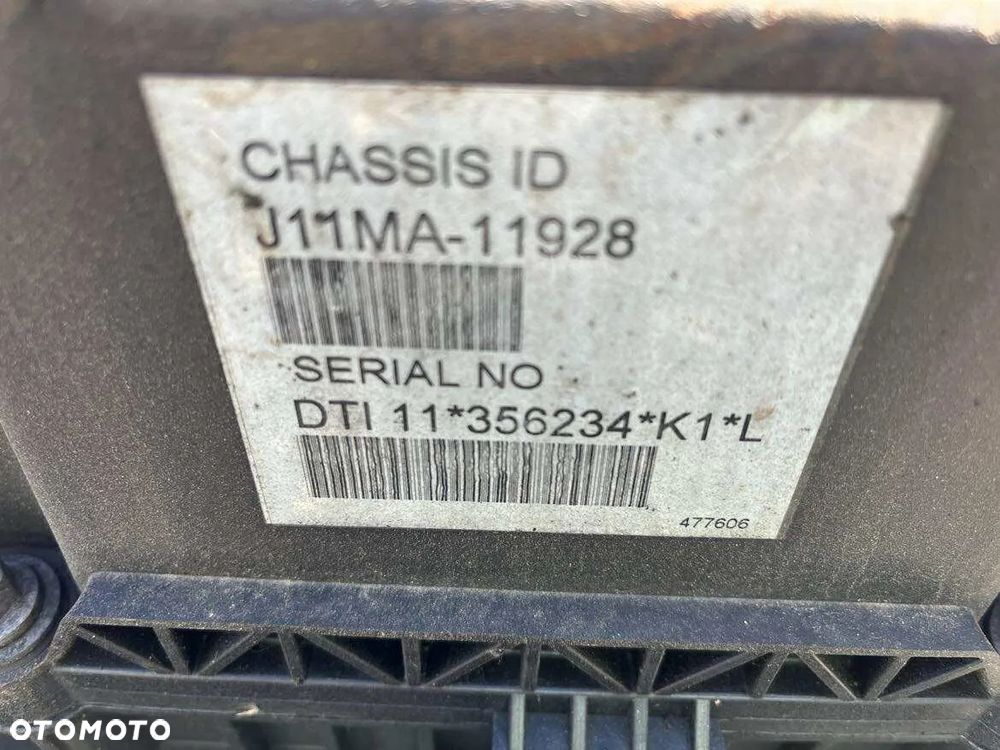 CHASSIS ID
J11MA-11928
SERIAL NO
DTI 11*356234*K1*L
477606
OTOMOTO